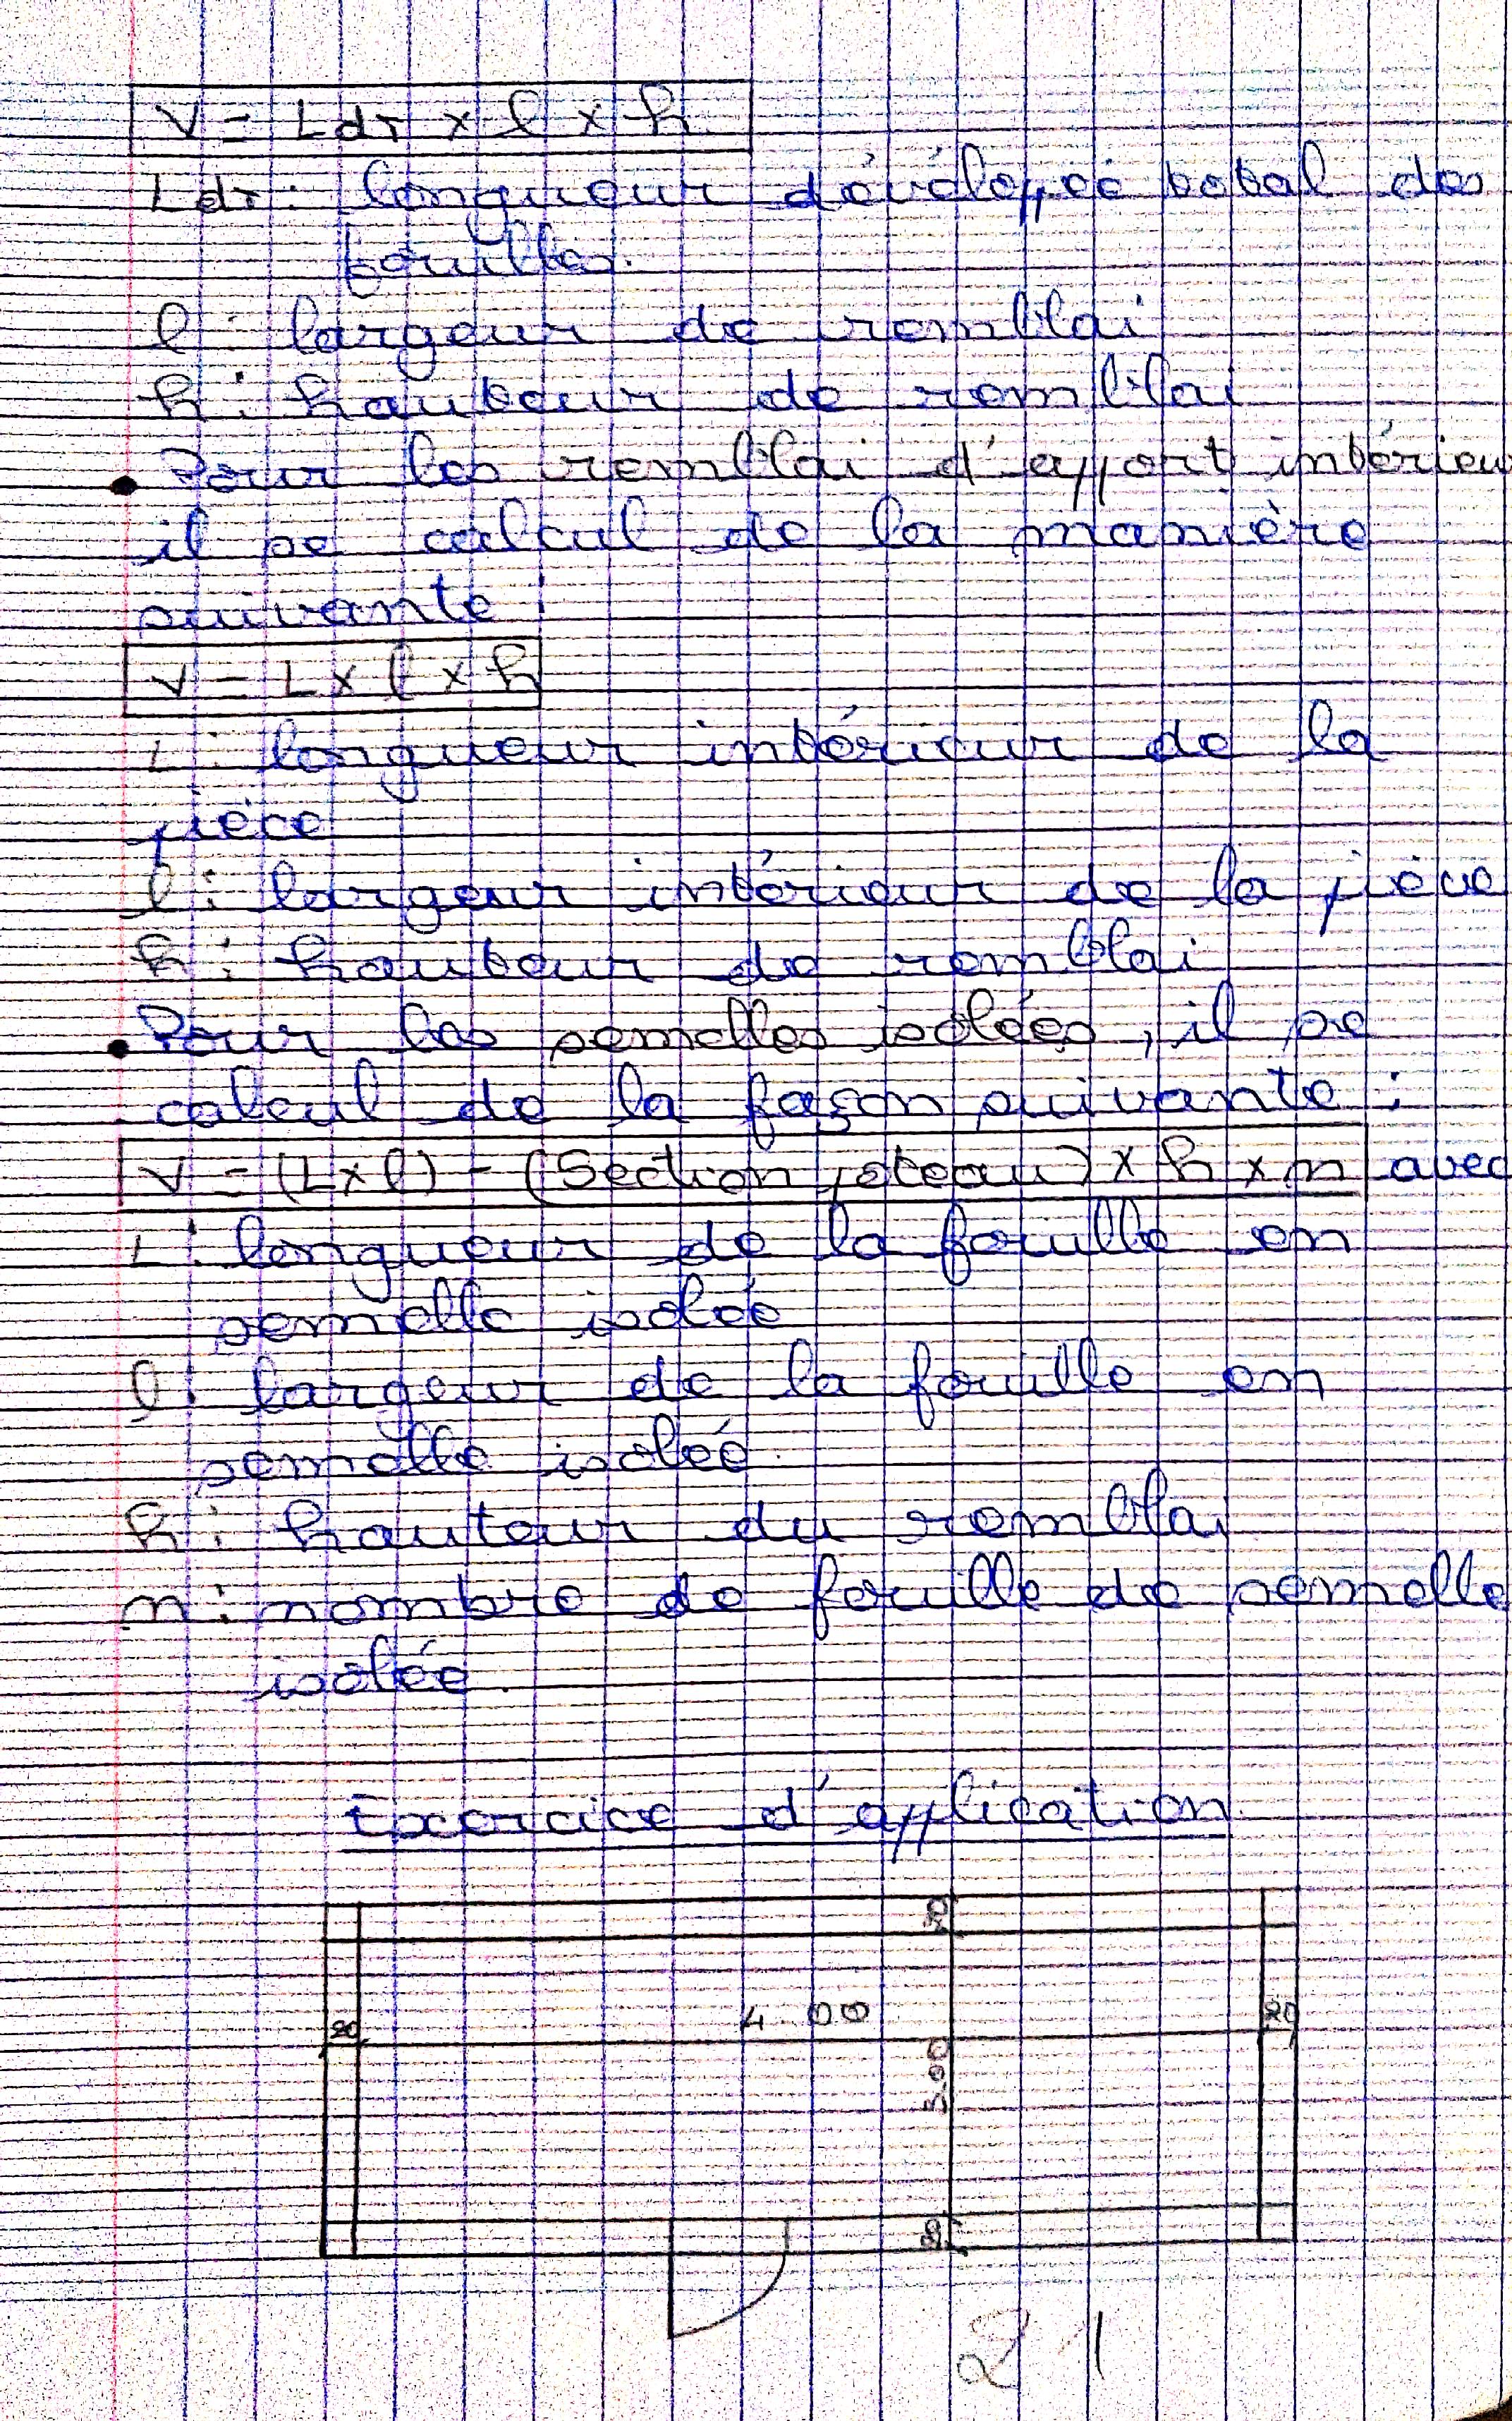 V = Ldr x l x h
Ldr : longueur dévéloppée total des
fouilles.
l : largeur de remblai
h : hauteur de remblai
• Pour les remblai d'apport intérieur
il se calcul de la manière
suivante :
V = L x l x h
L : longueur intérieur de la
pièce
l : largeur intérieur de la pièce
h : hauteur de remblai
• Pour les semelles isolées, il se
calcul de la façon suivante :
V = (L x l) - (Section poteau) x h x n avec
L : longueur de la fouille en
semelle isolée
l : largeur de la fouille en
semelle isolée.
h : hauteur du remblai
n : nombre de fouille de semelle
isolée.
Exercice d'application
20
4.00
20
3.00
20
21